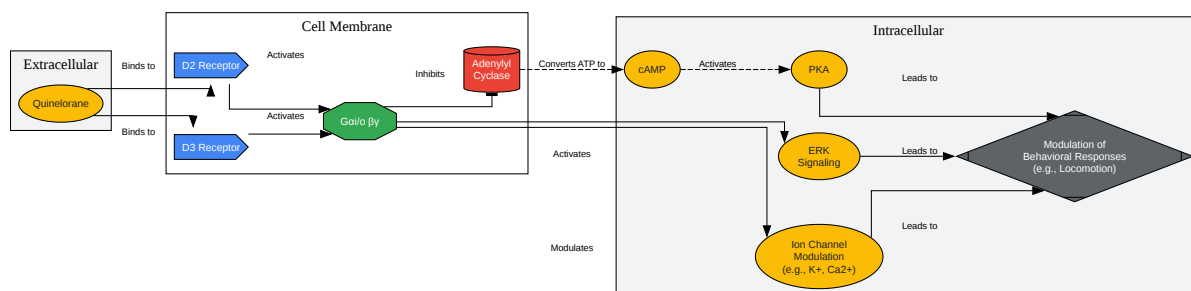 Cell Membrane
Intracellular
Extracellular
Quinelorane
Binds to
Binds to
D2 Receptor
D3 Receptor
Activates
Activates
Gαi/o βγ
Inhibits
Adenylyl
Cyclase
Converts ATP to
cAMP
Activates
PKA
Leads to
Activates
ERK
Signaling
Leads to
Modulates
Ion Channel
Modulation
(e.g., K+, Ca2+)
Leads to
Modulation of
Behavioral Responses
(e.g., Locomotion)